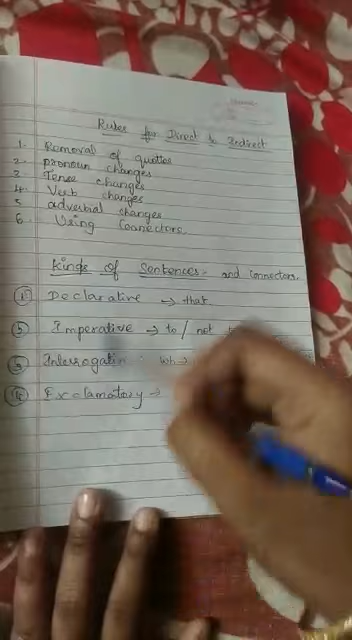 Rules for Direct to Indirect
1. Removal of quotes
2. pronoun changes
3. Tense changes
4. Verb changes
5 adverbial changes
6. Using Connectors
Kinds of Sentences. and connectors.
① Declarative → that
② Imperative → to / not
③ Interrogative Wh →
④ Exclamatory →